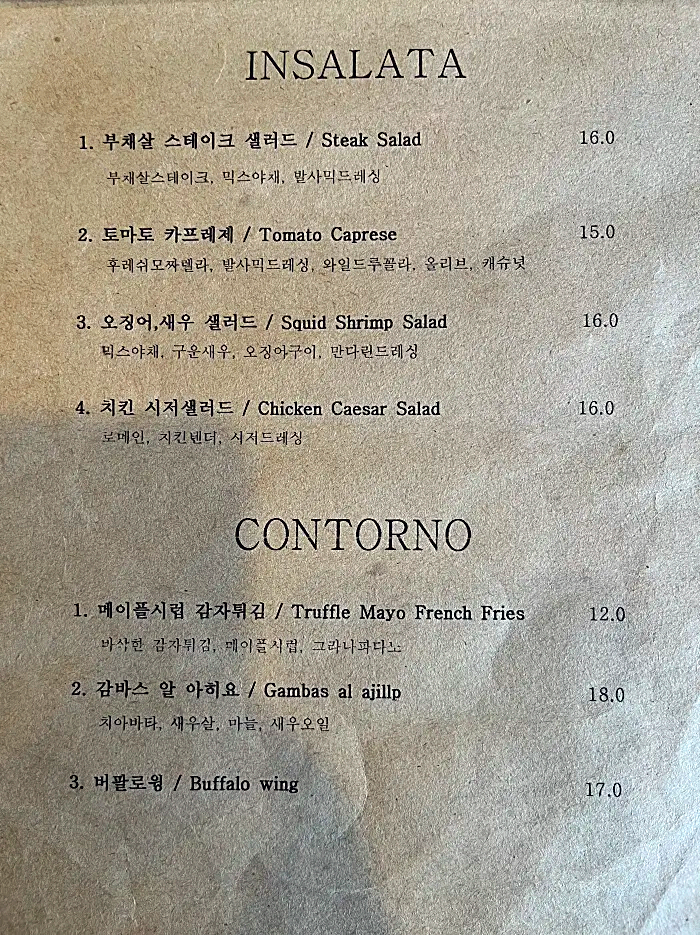 INSALATA
1. 부채살 스테이크 샐러드 / Steak Salad 16.0
부채살스테이크, 믹스야채, 발사믹드레싱
2. 토마토 카프레제 / Tomato Caprese 15.0
후레쉬모짜렐라, 발사믹드레싱, 와일드루꼴라, 올리브, 캐슈넛
3. 오징어,새우 샐러드 / Squid Shrimp Salad 16.0
믹스야채, 구운새우, 오징어구이, 만다린드레싱
4. 치킨 시저샐러드 / Chicken Caesar Salad 16.0
로메인, 치킨텐더, 시저드레싱
CONTORNO
1. 메이플시럽 감자튀김 / Truffle Mayo French Fries 12.0
바삭한 감자튀김, 메이플시럽, 그라나파다노
2. 감바스 알 아히요 / Gambas al ajillp 18.0
치아바타, 새우살, 마늘, 새우오일
3. 버팔로윙 / Buffalo wing 17.0